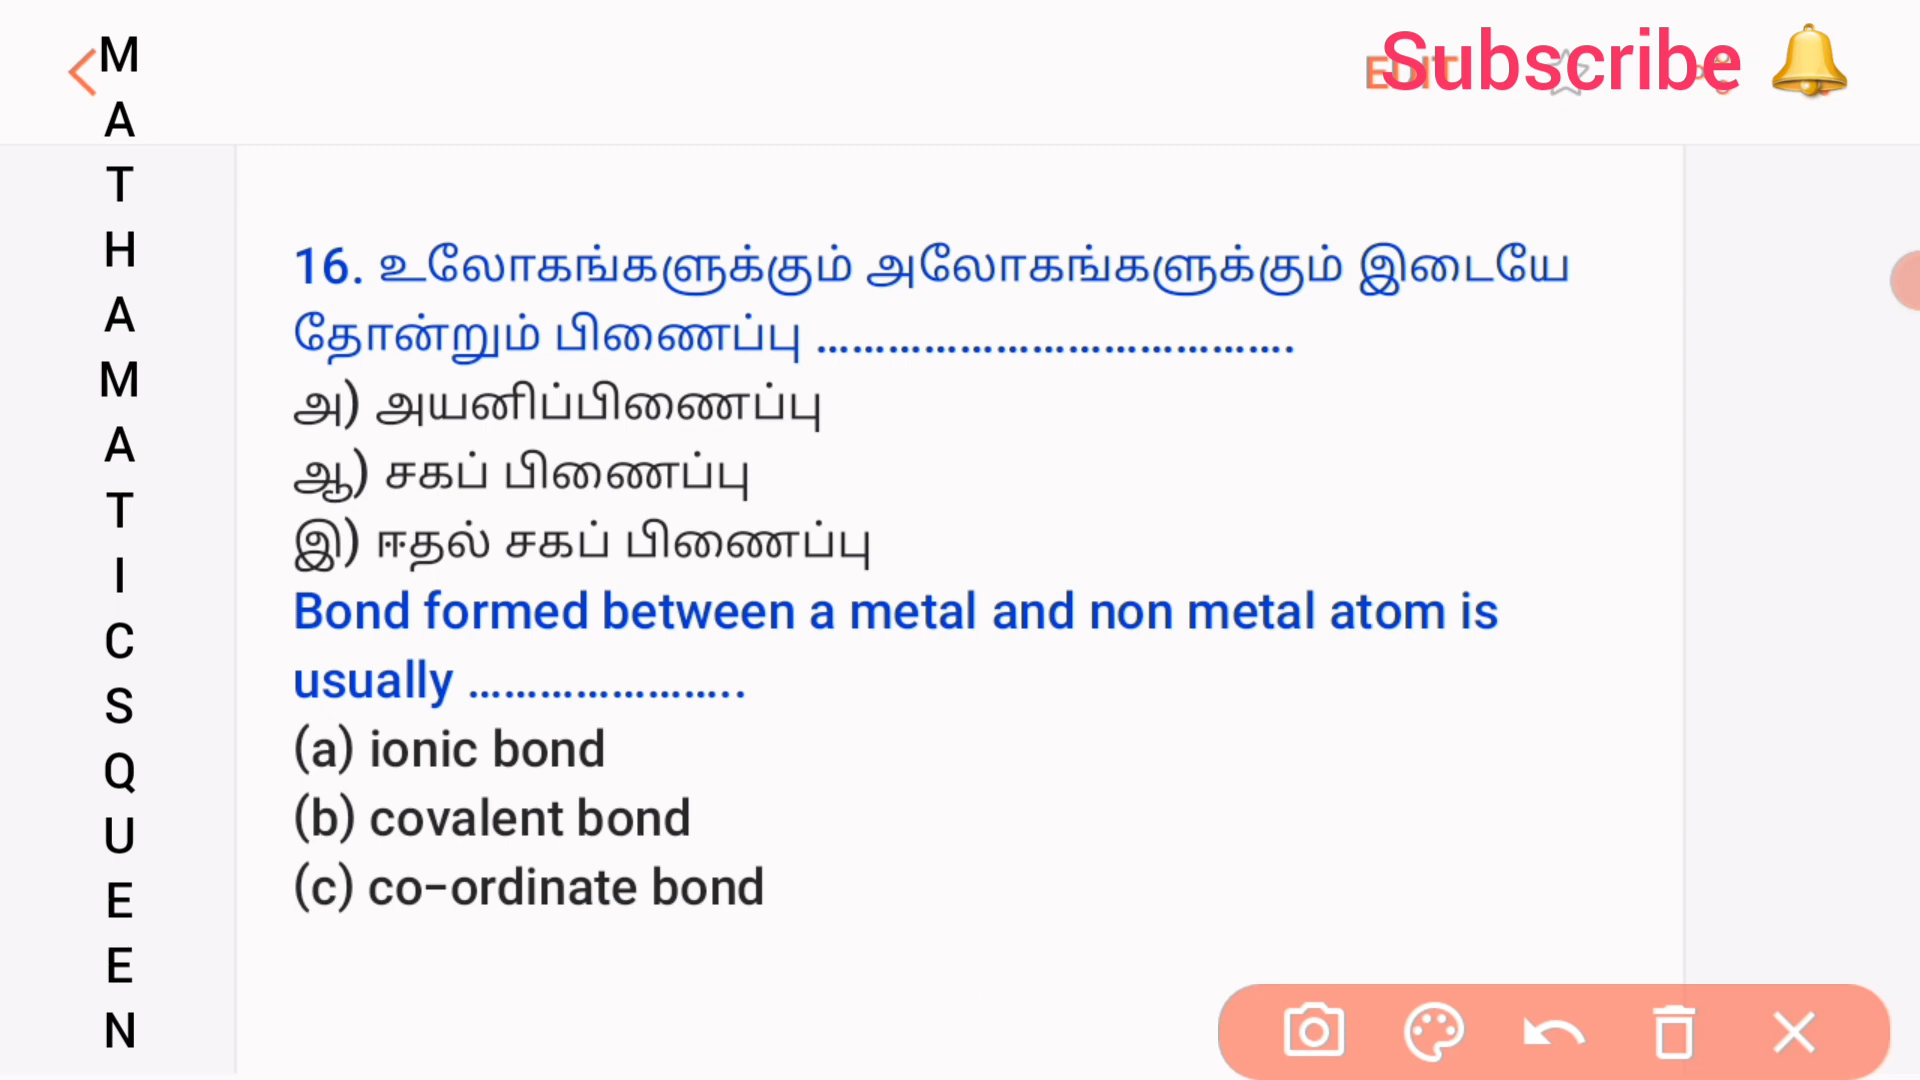 MATHAMATICSQUEEN
Subscribe 🔔
16. உலோகங்களுக்கும் அலோகங்களுக்கும் இடையே
தோன்றும் பிணைப்பு ………………………………….
அ) அயனிப்பிணைப்பு
ஆ) சகப் பிணைப்பு
இ) ஈதல் சகப் பிணைப்பு
Bond formed between a metal and non metal atom is
usually …………………..
(a) ionic bond
(b) covalent bond
(c) co-ordinate bond